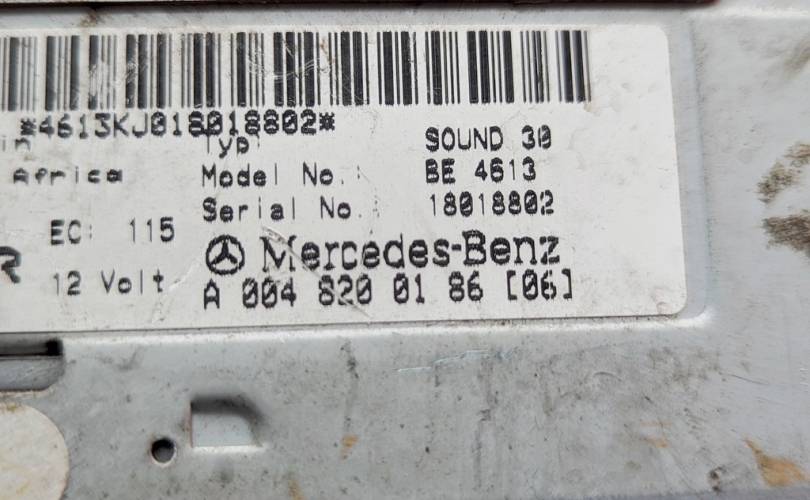 *4613KJ018018802*
Typ: SOUND 30
Africa Model No.: BE 4613
Serial No.: 18018802
EC: 115
Mercedes-Benz
12 Volt
A 004 820 01 86 [06]